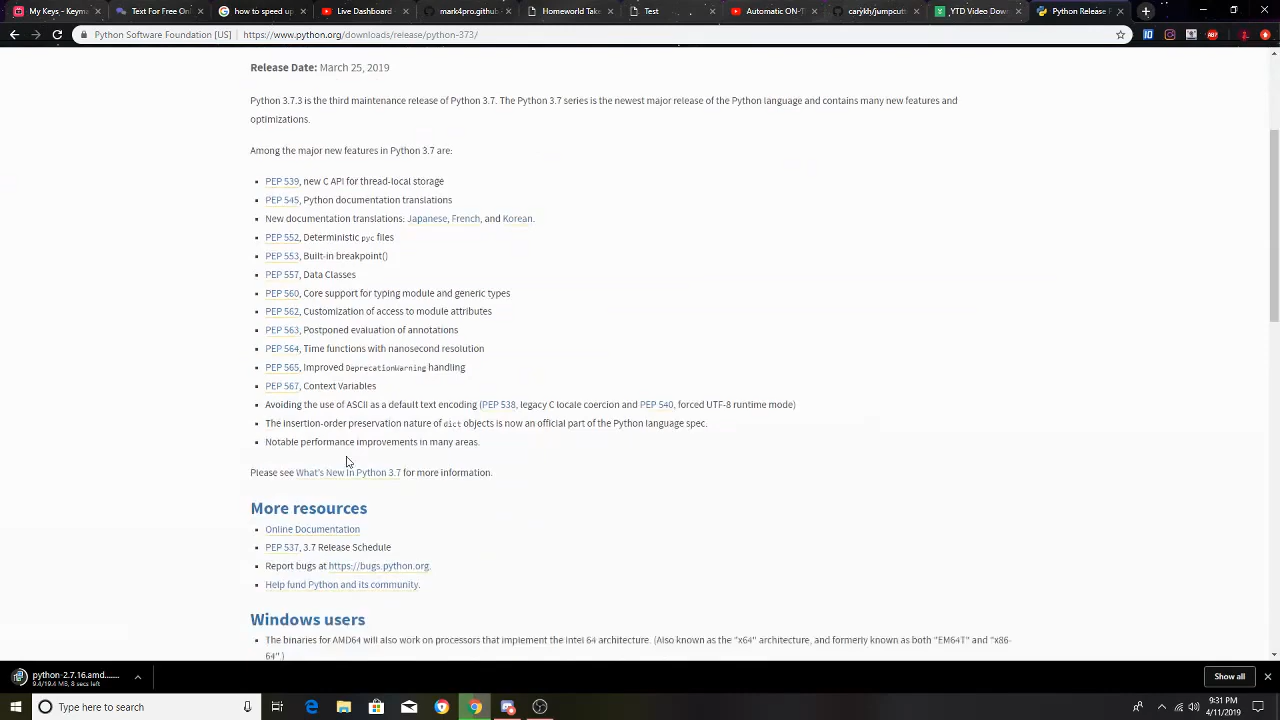 My Keys - Keym
Text For Free Onl
how to speed u
Live Dashboard
mark4pro.github
Homeworld Take
Test
Automatic ON-T
carykh/jumpcut
.YTD Video Down
Python Release P
Python Software Foundation [US] | https://www.python.org/downloads/release/python-373/
Release Date: March 25, 2019
Python 3.7.3 is the third maintenance release of Python 3.7. The Python 3.7 series is the newest major release of the Python language and contains many new features and
optimizations.
Among the major new features in Python 3.7 are:
PEP 539, new C API for thread-local storage
PEP 545, Python documentation translations
New documentation translations: Japanese, French, and Korean.
PEP 552, Deterministic pyc files
PEP 553, Built-in breakpoint()
PEP 557, Data Classes
PEP 560, Core support for typing module and generic types
PEP 562, Customization of access to module attributes
PEP 563, Postponed evaluation of annotations
PEP 564, Time functions with nanosecond resolution
PEP 565, Improved DeprecationWarning handling
PEP 567, Context Variables
Avoiding the use of ASCII as a default text encoding (PEP 538, legacy C locale coercion and PEP 540, forced UTF-8 runtime mode)
The insertion-order preservation nature of dict objects is now an official part of the Python language spec.
Notable performance improvements in many areas.
Please see What's New In Python 3.7 for more information.
More resources
Online Documentation
PEP 537, 3.7 Release Schedule
Report bugs at https://bugs.python.org.
Help fund Python and its community.
Windows users
The binaries for AMD64 will also work on processors that implement the Intel 64 architecture. (Also known as the "x64" architecture, and formerly known as both "EM64T" and "x86-
64".)
python-2.7.16.amd....
9.4/19.4 MB, 8 secs left
Show all
Type here to search
9:31 PM
4/11/2019